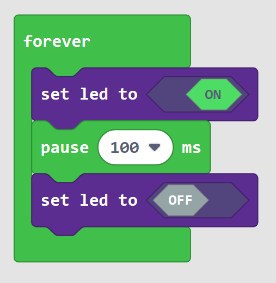 forever
set led to ON
pause 100 ms
set led to OFF